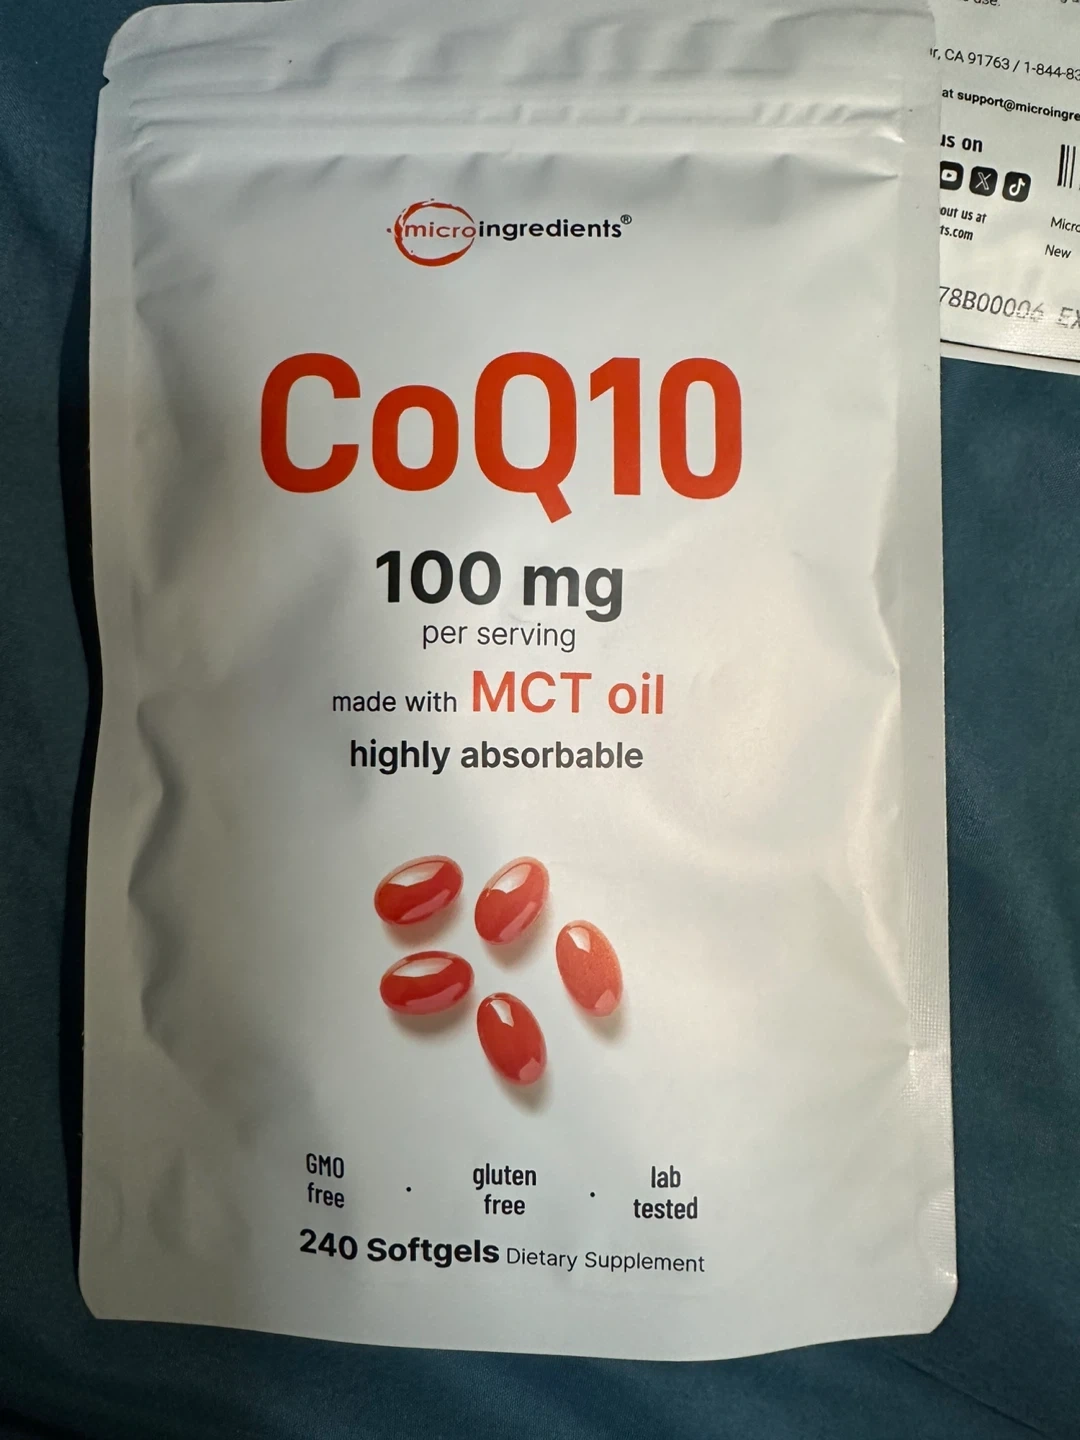 microingredients®
CoQ10
100 mg
per serving
made with MCT oil
highly absorbable
GMO
free
·
gluten
free
·
lab
tested
240 Softgels Dietary Supplement
CA 91763 / 1-844-83
at support@microingre
us on
out us at
ts.com
Micro
New
78B00006 EX